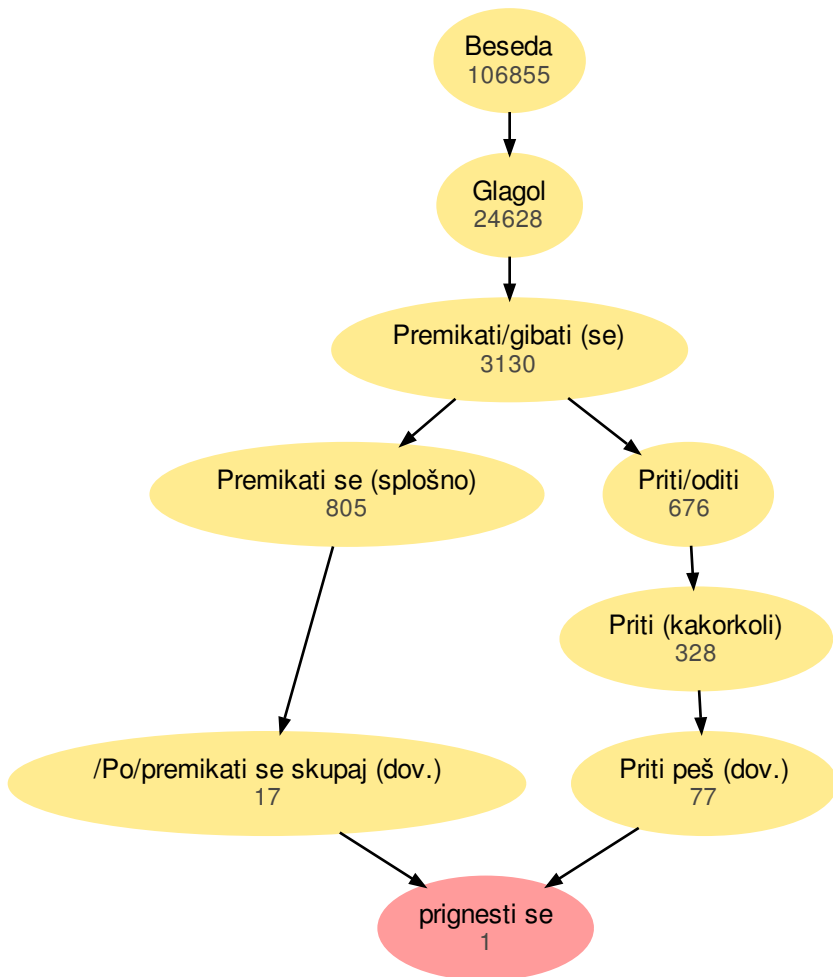 Beseda
106855
Glagol
24628
Premikati/gibati (se)
3130
Premikati se (splošno)
805
Priti/oditi
676
Priti (kakorkoli)
328
/Po/premikati se skupaj (dov.)
17
Priti peš (dov.)
77
prignesti se
1